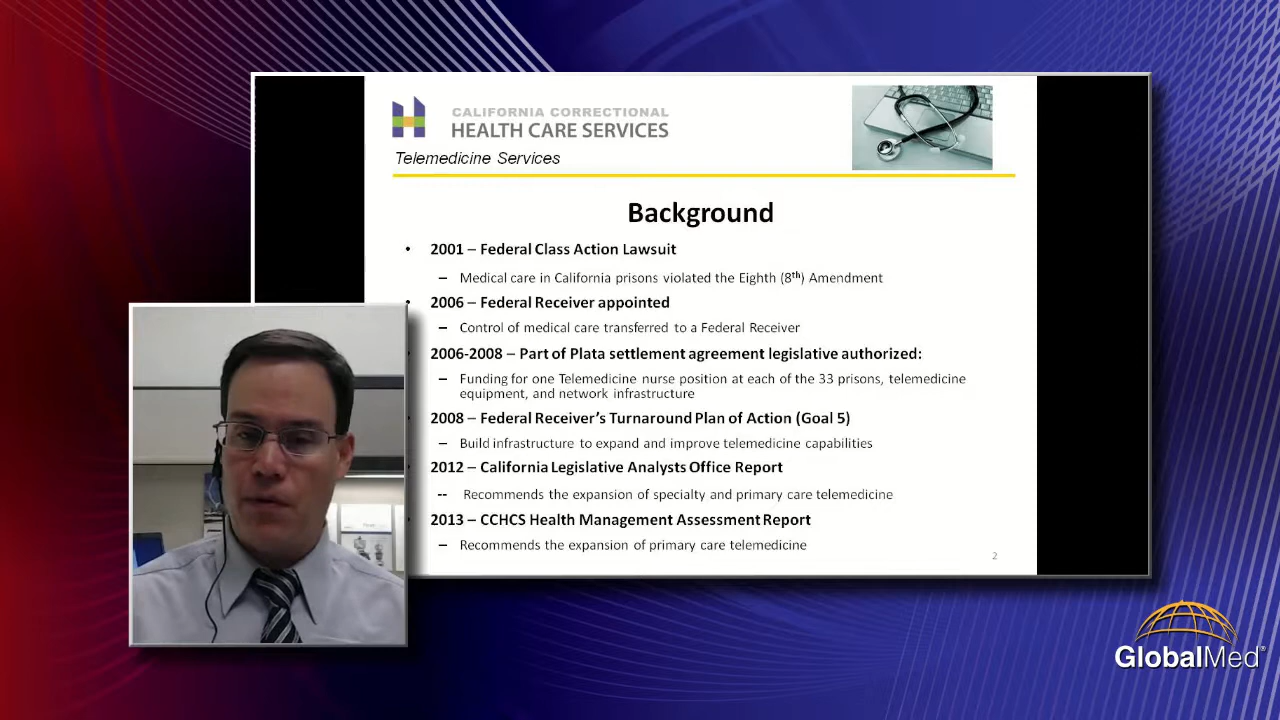 CALIFORNIA CORRECTIONAL
HEALTH CARE SERVICES
Telemedicine Services
Background
• 2001 – Federal Class Action Lawsuit
– Medical care in California prisons violated the Eighth (8th) Amendment
• 2006 – Federal Receiver appointed
– Control of medical care transferred to a Federal Receiver
2006-2008 – Part of Plata settlement agreement legislative authorized:
– Funding for one Telemedicine nurse position at each of the 33 prisons, telemedicine
equipment, and network infrastructure
2008 – Federal Receiver's Turnaround Plan of Action (Goal 5)
– Build infrastructure to expand and improve telemedicine capabilities
2012 – California Legislative Analysts Office Report
-- Recommends the expansion of specialty and primary care telemedicine
2013 – CCHCS Health Management Assessment Report
– Recommends the expansion of primary care telemedicine
2
GlobalMed®